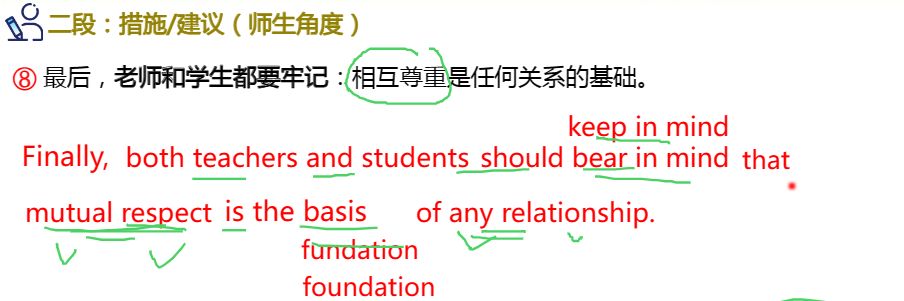 二段：措施/建议（师生角度）
⑧ 最后，老师和学生都要牢记：相互尊重是任何关系的基础。
keep in mind
Finally, both teachers and students should bear in mind that
mutual respect is the basis of any relationship.
fundation
foundation